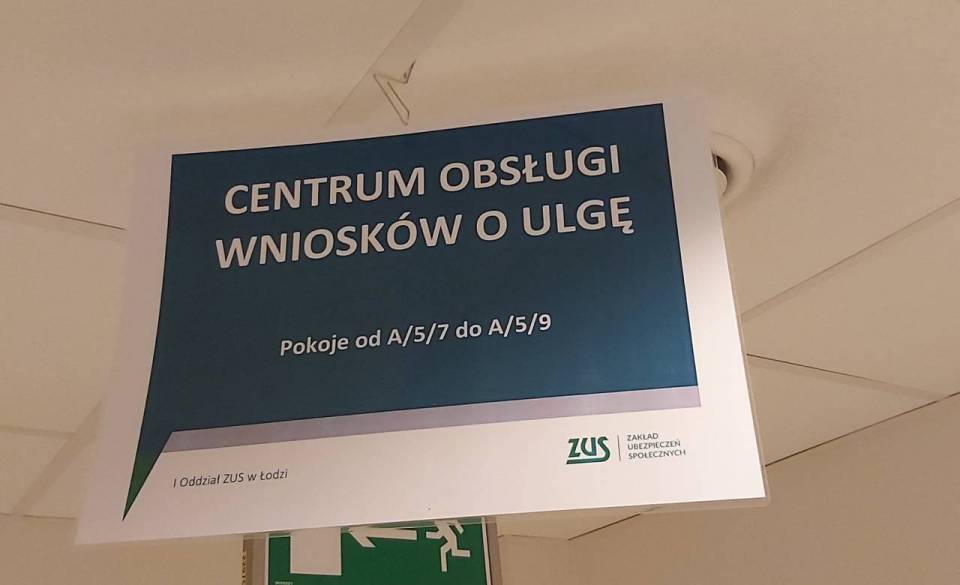 CENTRUM OBSŁUGI
WNIOSKÓW O ULGĘ
Pokoje od A/5/7 do A/5/9
I Oddział ZUS w Łodzi
ZUS
ZAKŁAD
UBEZPIECZEŃ
SPOŁECZNYCH